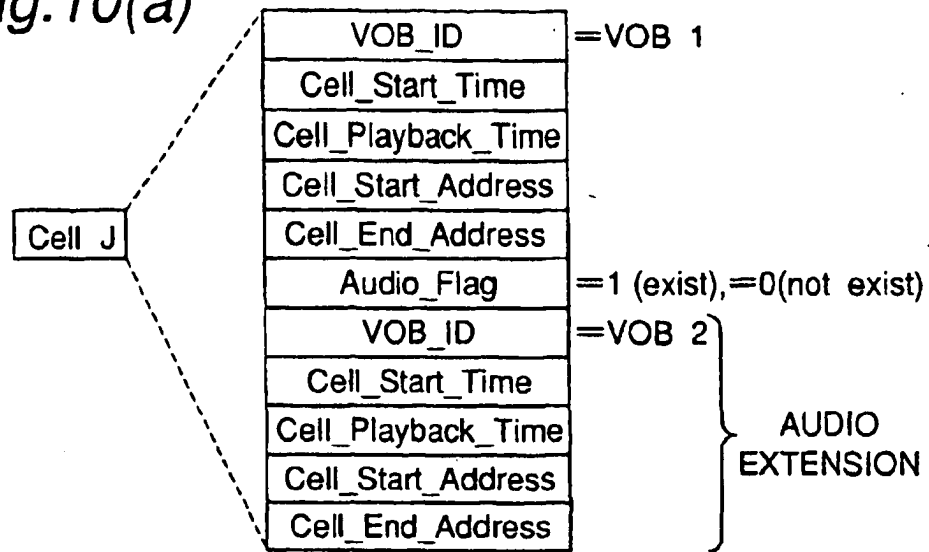 ig. 10(a)
VOB_ID =VOB 1
Cell_Start_Time
Cell_Playback_Time
Cell_Start_Address
Cell J
Cell_End_Address
Audio_Flag =1 (exist),=0(not exist)
VOB_ID =VOB 2
Cell_Start_Time
Cell_Playback_Time
AUDIO
EXTENSION
Cell_Start_Address
Cell_End_Address